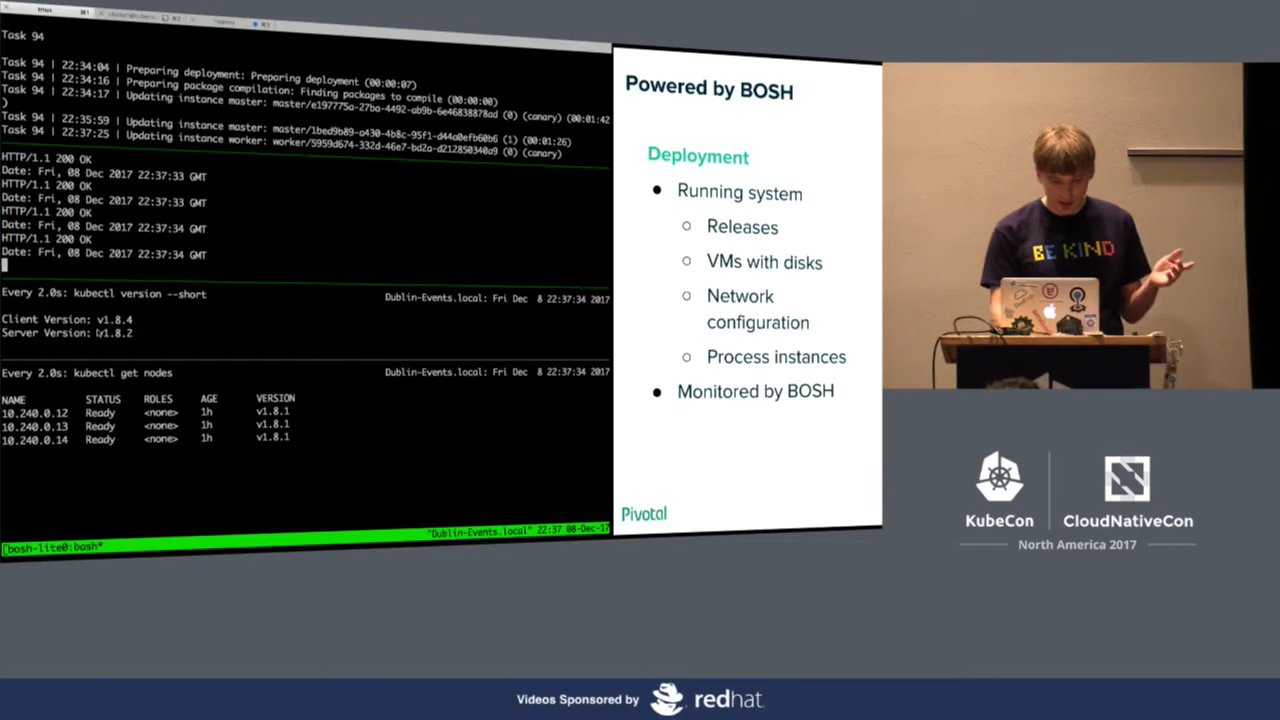 Task 94
Task 94 | 22:34:04 | Preparing deployment: Preparing deployment (00:00:07)
Task 94 | 22:34:16 | Preparing package compilation: Finding packages to compile (00:00:00)
Task 94 | 22:34:17 | Updating instance master: master/e197775a-27ba-4492-ab9b-6e46838878ad (0) (canary) (00:01:42
)
Task 94 | 22:35:59 | Updating instance master: master/1bed9b89-a430-4b8c-95f1-d44a0efb60b6 (1) (00:01:26)
Task 94 | 22:37:25 | Updating instance worker: worker/5959d674-332d-46e7-bd2a-d212850340a9 (0) (canary)
HTTP/1.1 200 OK
Date: Fri, 08 Dec 2017 22:37:33 GMT
HTTP/1.1 200 OK
Date: Fri, 08 Dec 2017 22:37:33 GMT
HTTP/1.1 200 OK
Date: Fri, 08 Dec 2017 22:37:34 GMT
HTTP/1.1 200 OK
Date: Fri, 08 Dec 2017 22:37:34 GMT
Every 2.0s: kubectl version --short Dublin-Events.local: Fri Dec 8 22:37:34 2017
Client Version: v1.8.4
Server Version: v1.8.2
Every 2.0s: kubectl get nodes Dublin-Events.local: Fri Dec 8 22:37:34 2017
NAME STATUS ROLES AGE VERSION
10.240.0.12 Ready <none> 1h v1.8.1
10.240.0.13 Ready <none> 1h v1.8.1
10.240.0.14 Ready <none> 1h v1.8.1
[bosh-lite0:bash* "Dublin-Events.local" 22:37 08-Dec-17
Powered by BOSH
Deployment
Running system
Releases
VMs with disks
Network
configuration
Process instances
Monitored by BOSH
Pivotal
BE KIND
KubeCon
CloudNativeCon
North America 2017
Videos Sponsored by
redhat